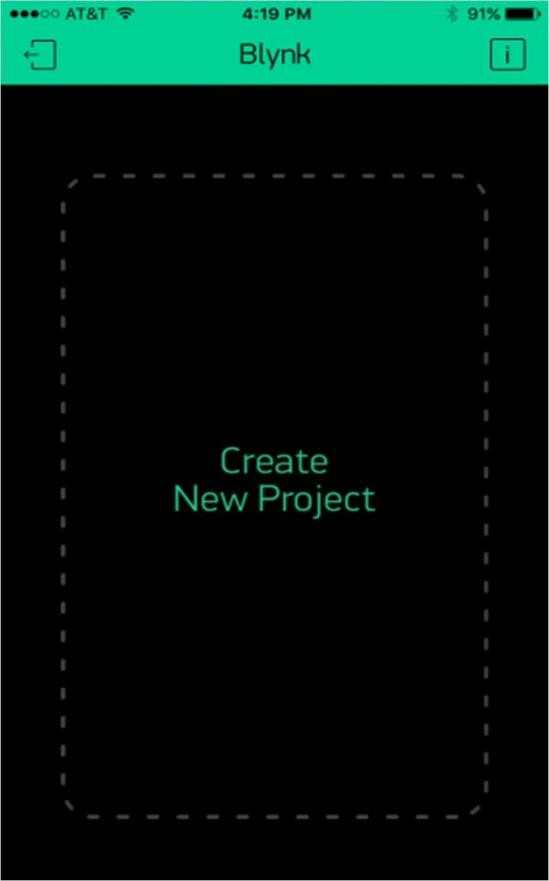 AT&T 4:19 PM 91%
Blynk
i
Create
New Project